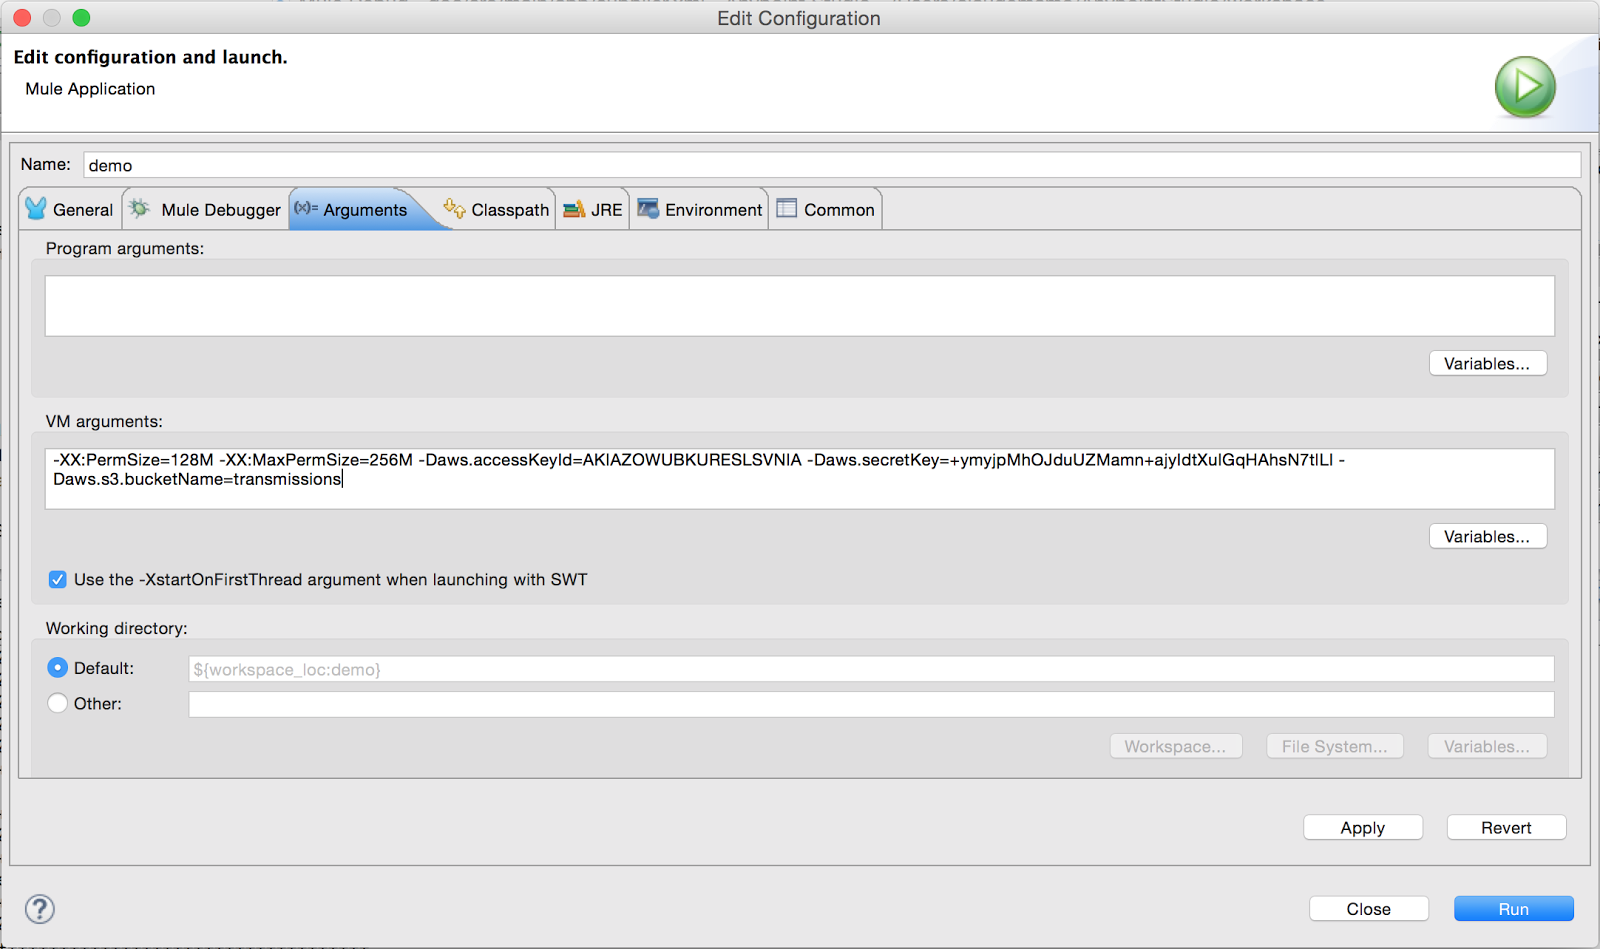 Edit Configuration
Edit configuration and launch.
Mule Application
Name: demo
General Mule Debugger (x)= Arguments Classpath JRE Environment Common
Program arguments:
Variables...
VM arguments:
-XX:PermSize=128M -XX:MaxPermSize=256M -Daws.accessKeyId=AKIAZOWUBKURESLSVNIA -Daws.secretKey= -
Daws.s3.bucketName=transmissions
Variables...
Use the -XstartOnFirstThread argument when launching with SWT
Working directory:
Default: ${workspace_loc:demo}
Other:
Workspace... File System... Variables...
Apply Revert
? Close Run